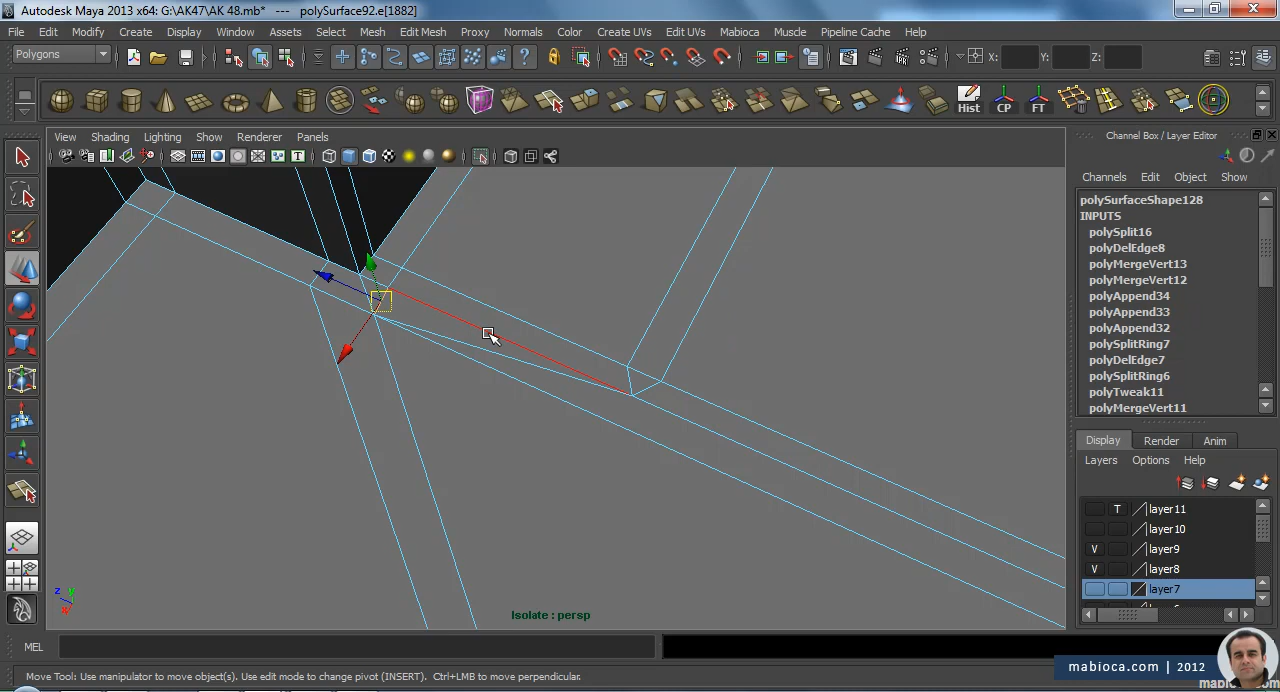 Autodesk Maya 2013 x64: G:\AK47\AK 48.mb* --- polySurface92.e[1882]
File Edit Modify Create Display Window Assets Select Mesh Edit Mesh Proxy Normals Color Create UVs Edit UVs Mabioca Muscle Pipeline Cache Help
Polygons X: Y: Z:
Hist CP FT
View Shading Lighting Show Renderer Panels
Channel Box / Layer Editor
Channels Edit Object Show
polySurfaceShape128
INPUTS
polySplit16
polyDelEdge8
polyMergeVert13
polyMergeVert12
polyAppend34
polyAppend33
polyAppend32
polySplitRing7
polyDelEdge7
polySplitRing6
polyTweak11
polyMergeVert11
Display Render Anim
Layers Options Help
T layer11
layer10
V layer9
V layer8
layer7
z y
x
Isolate : persp
MEL
mabioca.com | 2012
Move Tool: Use manipulator to move object(s). Use edit mode to change pivot (INSERT). Ctrl+LMB to move perpendicular.